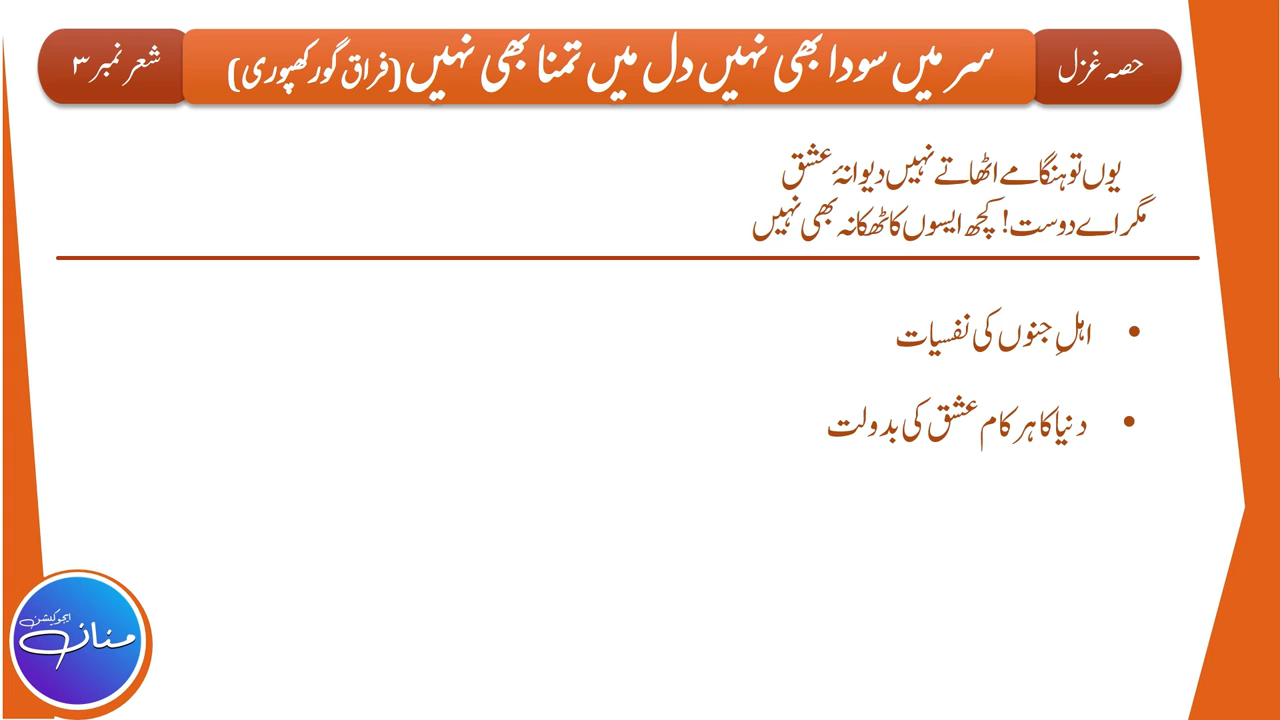 حصہ غزل
سر میں سودا بھی نہیں دل میں تمنا بھی نہیں (فراق گورکھپوری)
شعر نمبر ۳
یوں تو ہنگامے اٹھاتے نہیں دیوانۂ عشق
مگر اے دوست! کچھ ایسوں کا ٹھکانہ بھی نہیں
• اہلِ جنوں کی نفسیات
• دنیا کا ہر کام عشق کی بدولت
ایجوکیشن
منان